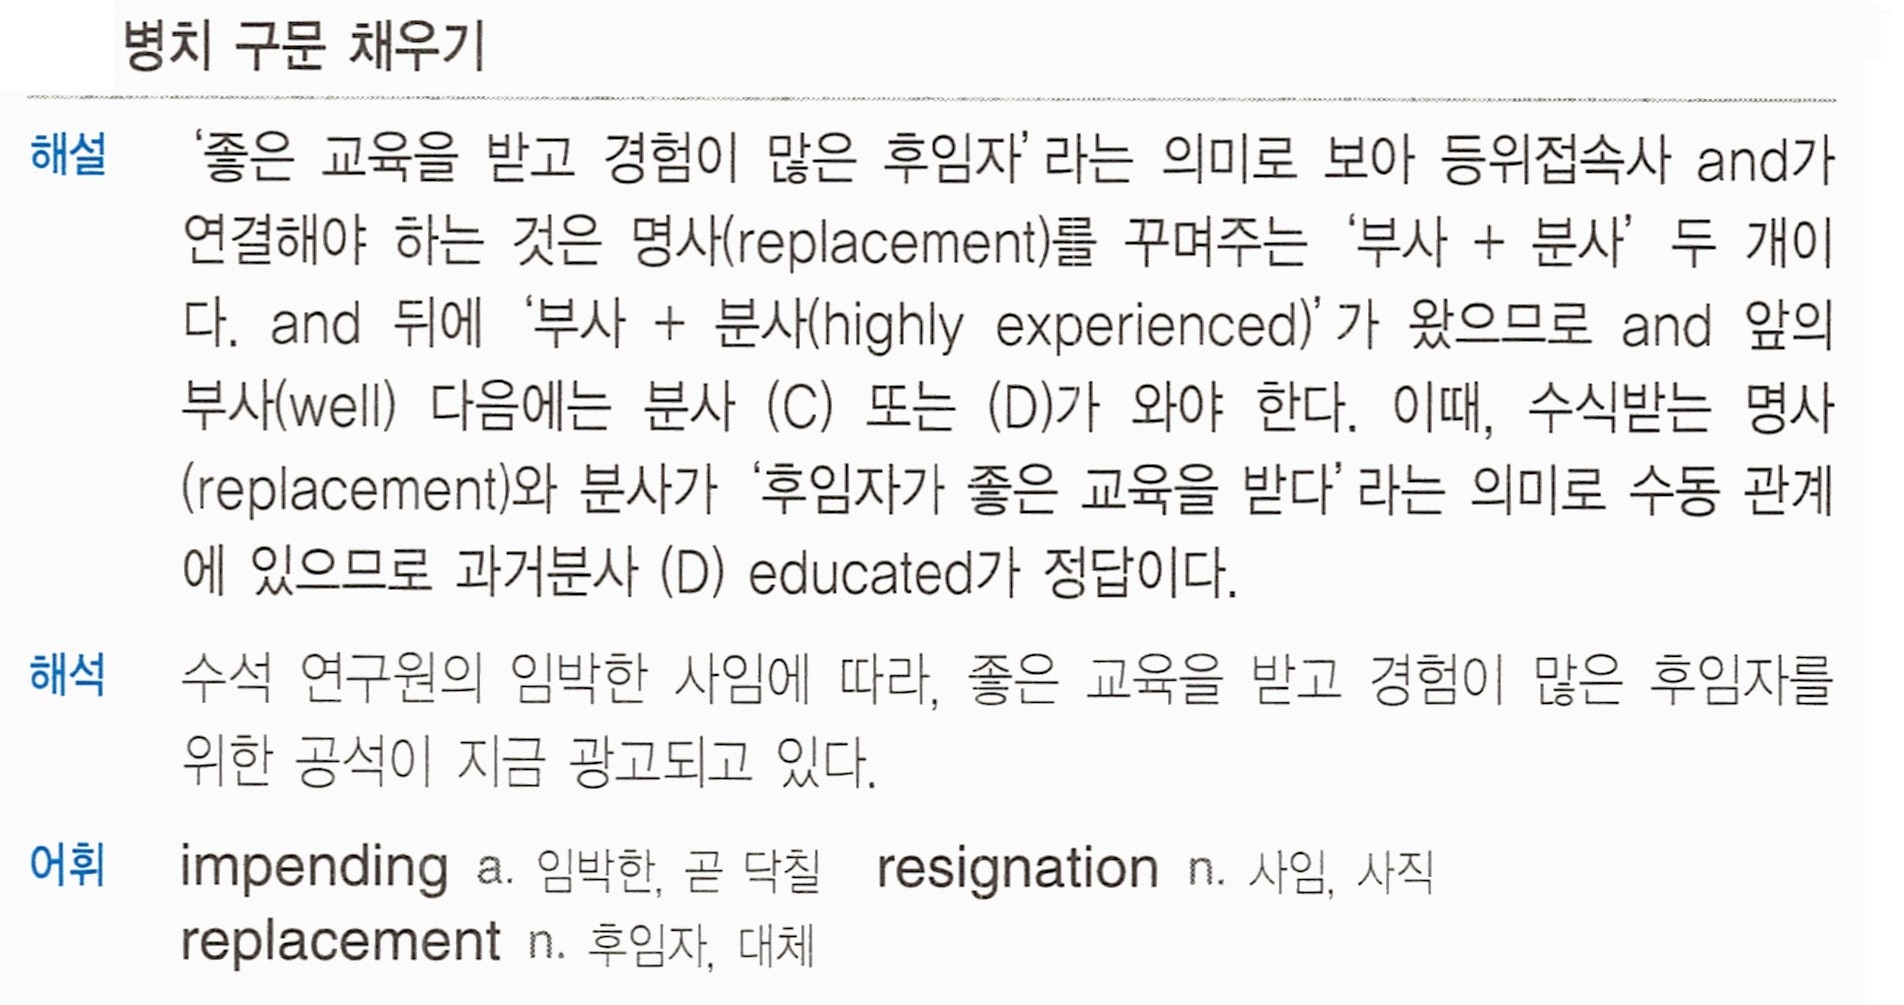 병치 구문 채우기
해설 ‘좋은 교육을 받고 경험이 많은 후임자’라는 의미로 보아 등위접속사 and가
연결해야 하는 것은 명사(replacement)를 꾸며주는 ‘부사 + 분사’ 두 개이
다. and 뒤에 ‘부사 + 분사(highly experienced)’가 왔으므로 and 앞의
부사(well) 다음에는 분사 (C) 또는 (D)가 와야 한다. 이때, 수식받는 명사
(replacement)와 분사가 ‘후임자가 좋은 교육을 받다’라는 의미로 수동 관계
에 있으므로 과거분사 (D) educated가 정답이다.
해석 수석 연구원의 임박한 사임에 따라, 좋은 교육을 받고 경험이 많은 후임자를
위한 공석이 지금 광고되고 있다.
어휘 impending a. 임박한, 곧 닥칠 resignation n. 사임, 사직
replacement n. 후임자, 대체